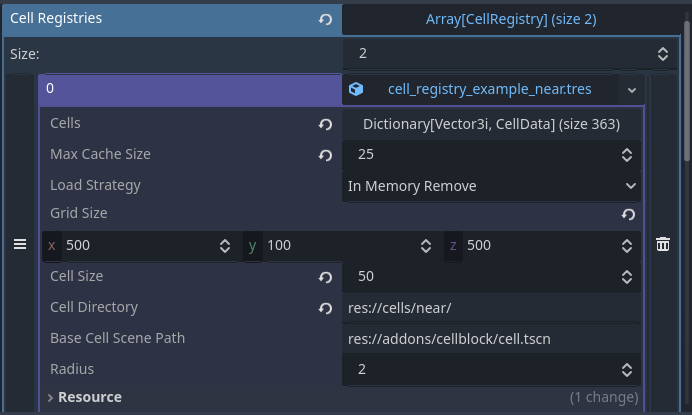 Cell Registries Array[CellRegistry] (size 2)
Size: 2
0 cell_registry_example_near.tres
Cells Dictionary[Vector3i, CellData] (size 363)
Max Cache Size 25
Load Strategy In Memory Remove
Grid Size
x 500 y 100 z 500
Cell Size 50
Cell Directory res://cells/near/
Base Cell Scene Path res://addons/cellblock/cell.tscn
Radius 2
Resource (1 change)